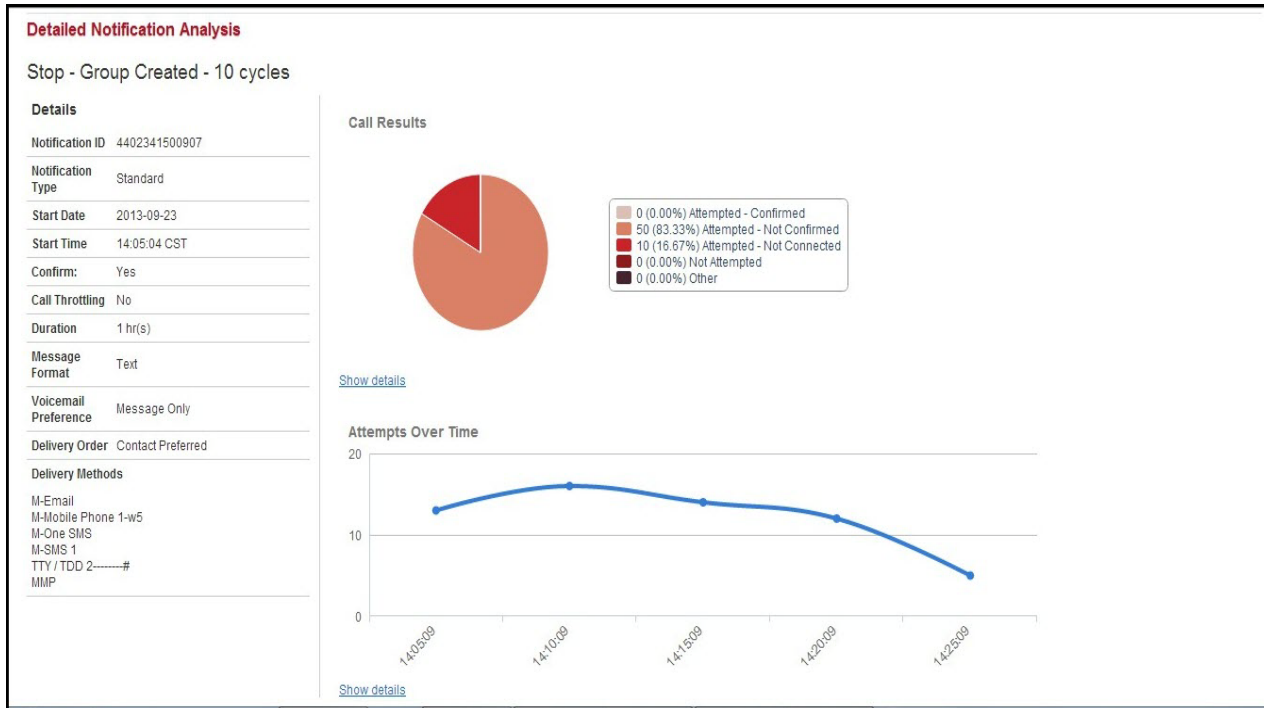 Detailed Notification Analysis
Stop - Group Created - 10 cycles
Details
Notification ID 4402341500907
Notification
Type
Standard
Start Date 2013-09-23
Start Time 14:05:04 CST
Confirm: Yes
Call Throttling No
Duration 1 hr(s)
Message
Format
Text
Voicemail
Preference
Message Only
Delivery Order Contact Preferred
Delivery Methods
M-Email
M-Mobile Phone 1-w5
M-One SMS
M-SMS 1
TTY / TDD 2--------#
MMP
Call Results
0 (0.00%) Attempted - Confirmed
50 (83.33%) Attempted - Not Confirmed
10 (16.67%) Attempted - Not Connected
0 (0.00%) Not Attempted
0 (0.00%) Other
Show details
Attempts Over Time
20
10
0
14:05:09
14:10:09
14:15:09
14:20:09
14:25:09
Show details